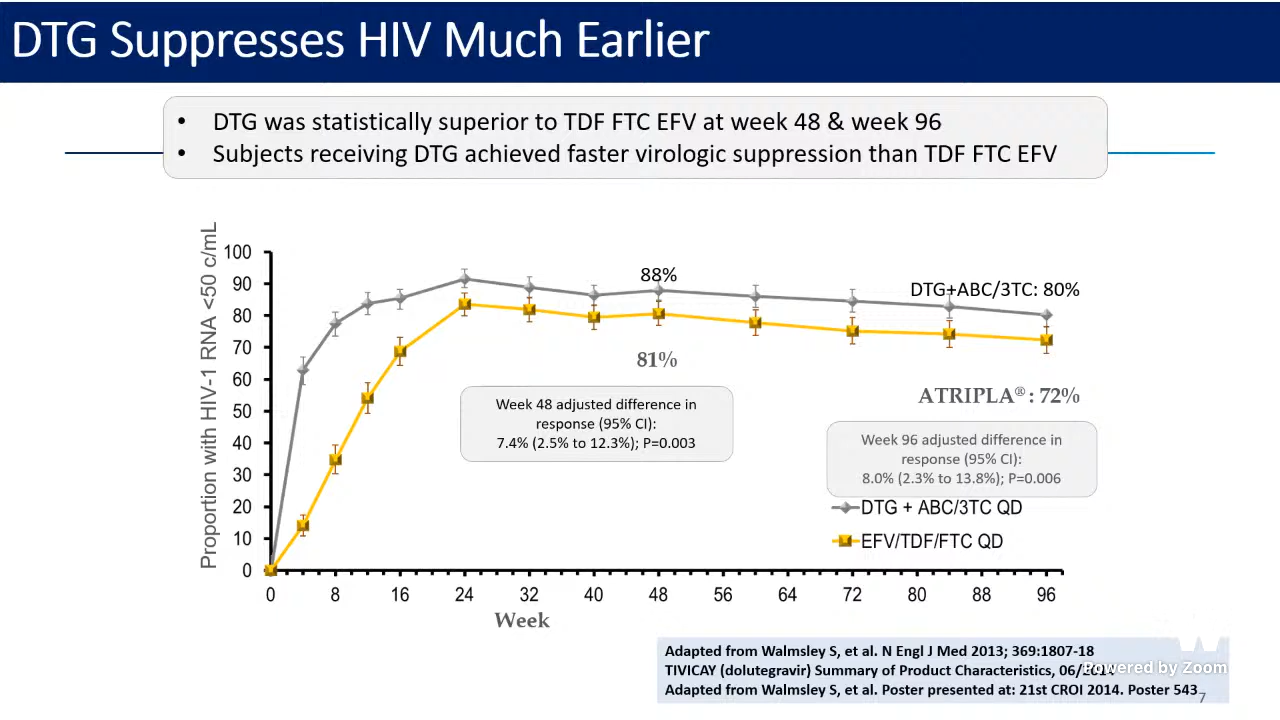 DTG Suppresses HIV Much Earlier
• DTG was statistically superior to TDF FTC EFV at week 48 & week 96
• Subjects receiving DTG achieved faster virologic suppression than TDF FTC EFV
Proportion with HIV-1 RNA <50 c/mL
100
90
80
70
60
50
40
30
20
10
0
88%
DTG+ABC/3TC: 80%
81%
ATRIPLA® : 72%
Week 48 adjusted difference in
response (95% CI):
7.4% (2.5% to 12.3%); P=0.003
Week 96 adjusted difference in
response (95% CI):
8.0% (2.3% to 13.8%); P=0.006
DTG + ABC/3TC QD
EFV/TDF/FTC QD
0 8 16 24 32 40 48 56 64 72 80 88 96
Week
Adapted from Walmsley S, et al. N Engl J Med 2013; 369:1807-18
TIVICAY (dolutegravir) Summary of Product Characteristics,
Powered by Zoom
Adapted from Walmsley S, et al. Poster presented at: 21st CROI 2014. Poster 543
7